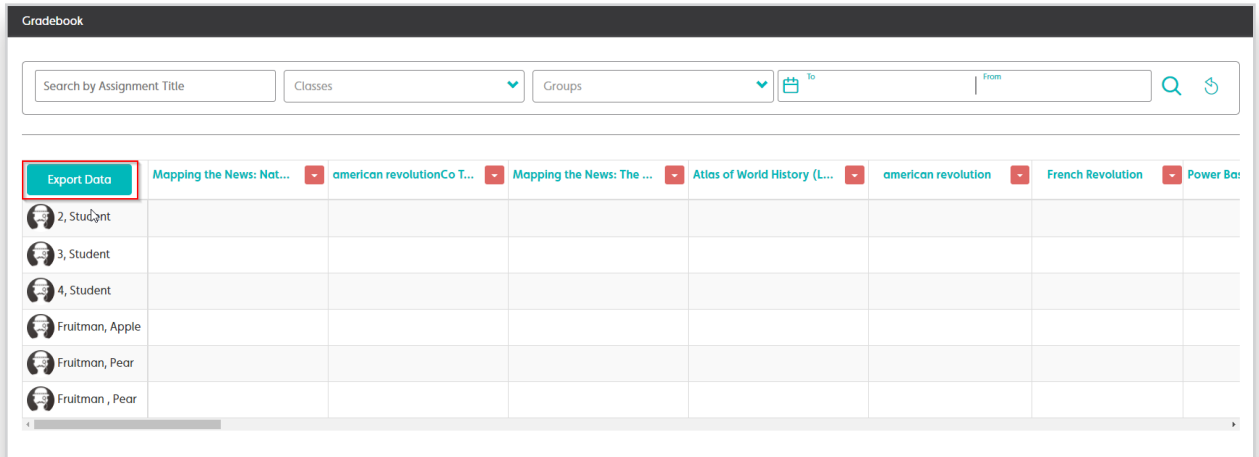 Gradebook
Search by Assignment Title Classes Groups To From
Export Data Mapping the News: Nat... american revolutionCo T... Mapping the News: The ... Atlas of World History (L... american revolution French Revolution Power Bas
2, Student
3, Student
4, Student
Fruitman, Apple
Fruitman, Pear
Fruitman , Pear